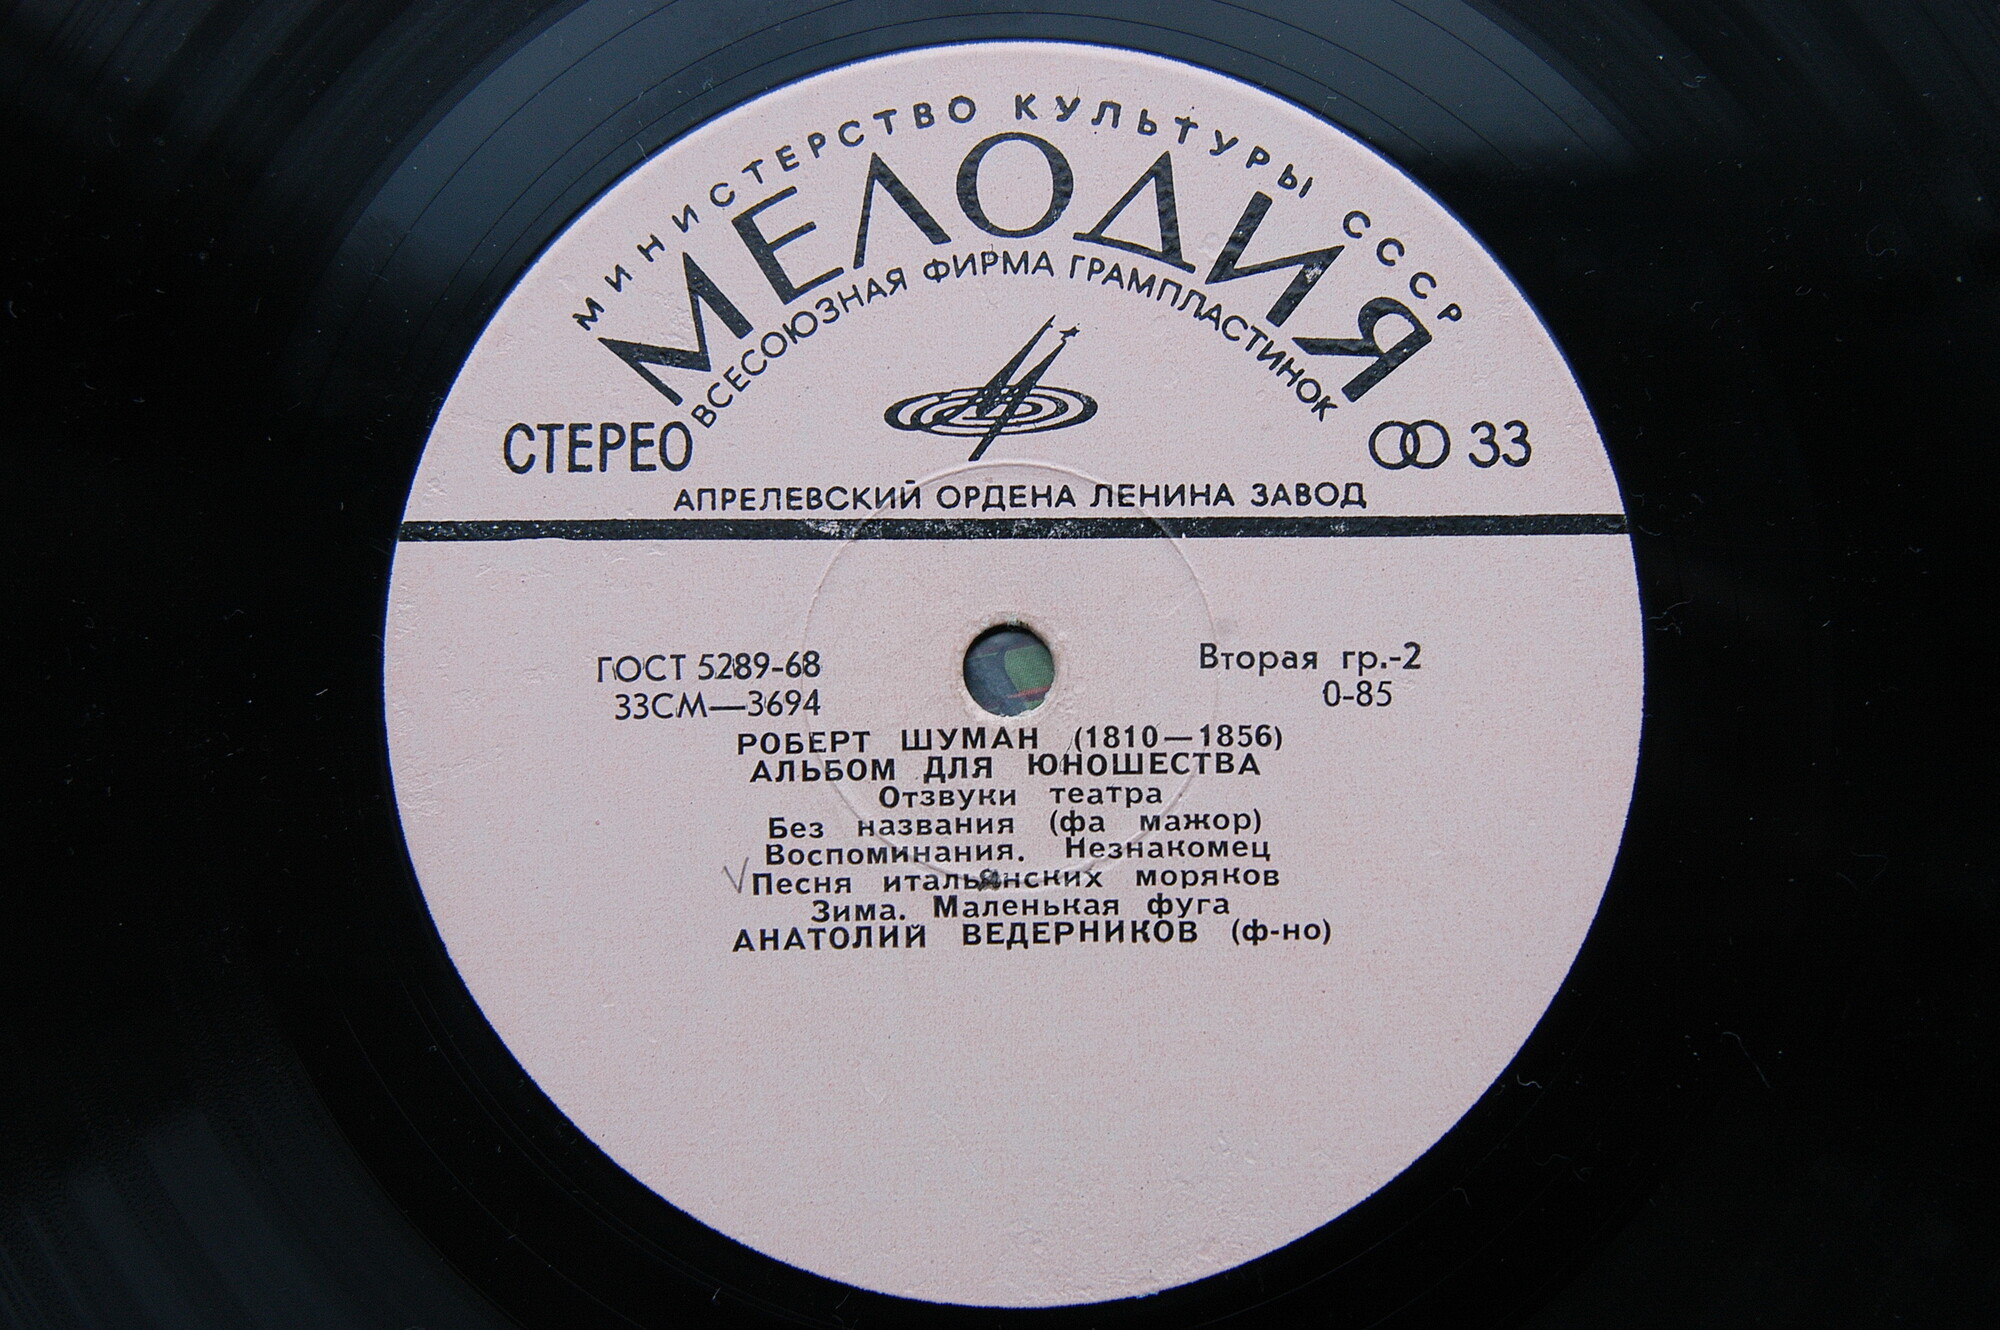 МИНИСТЕРСТВО КУЛЬТУРЫ СССР
МЕЛОДИЯ
ВСЕСОЮЗНАЯ ФИРМА ГРАМПЛАСТИНОК
СТЕРЕО
33
АПРЕЛЕВСКИЙ ОРДЕНА ЛЕНИНА ЗАВОД
ГОСТ 5289-68
Вторая гр.-2
33СМ—3694
0-85
РОБЕРТ ШУМАН (1810—1856)
АЛЬБОМ ДЛЯ ЮНОШЕСТВА
Отзвуки театра
Без названия (фа мажор)
Воспоминания. Незнакомец
Песня итальянских моряков
Зима. Маленькая фуга
АНАТОЛИЙ ВЕДЕРНИКОВ (ф-но)